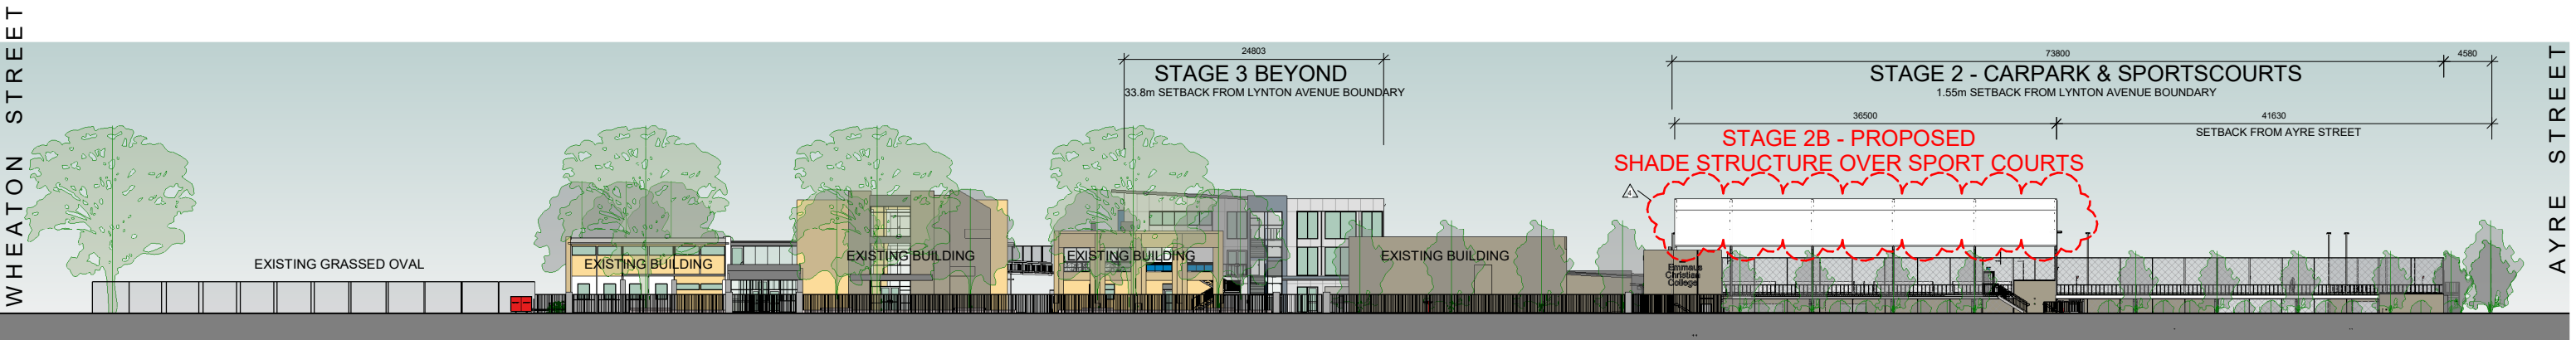 WHEATON STREET
24803
STAGE 3 BEYOND
33.8m SETBACK FROM LYNTON AVENUE BOUNDARY
73800
4580
STAGE 2 - CARPARK & SPORTSCOURTS
1.55m SETBACK FROM LYNTON AVENUE BOUNDARY
36500
41630
SETBACK FROM AYRE STREET
STAGE 2B - PROPOSED
SHADE STRUCTURE OVER SPORT COURTS
4
EXISTING GRASSED OVAL
EXISTING BUILDING
EXISTING BUILDING
EXISTING BUILDING
EXISTING BUILDING
Emmaus
Christian
College
AYRE STREET